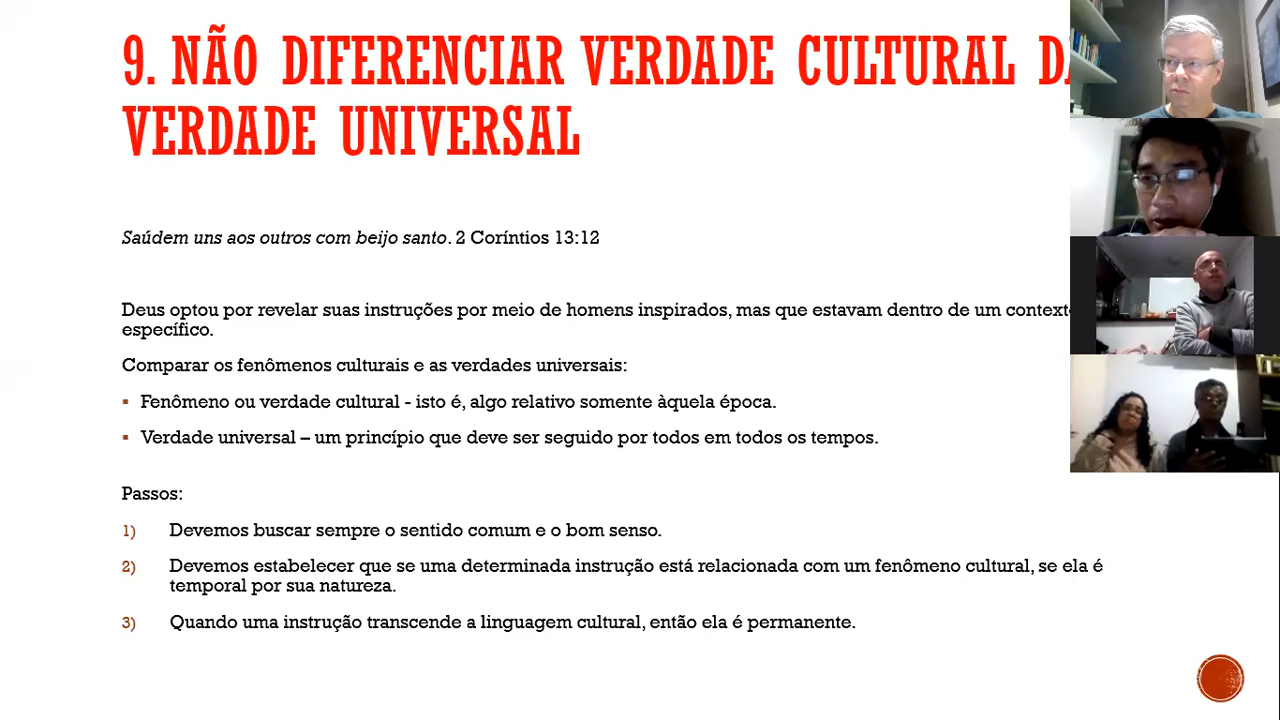 9. NÃO DIFERENCIAR VERDADE CULTURAL DA
VERDADE UNIVERSAL
Saúdem uns aos outros com beijo santo. 2 Coríntios 13:12
Deus optou por revelar suas instruções por meio de homens inspirados, mas que estavam dentro de um contexto
específico.
Comparar os fenômenos culturais e as verdades universais:
▪ Fenômeno ou verdade cultural - isto é, algo relativo somente àquela época.
▪ Verdade universal – um princípio que deve ser seguido por todos em todos os tempos.
Passos:
1) Devemos buscar sempre o sentido comum e o bom senso.
2) Devemos estabelecer que se uma determinada instrução está relacionada com um fenômeno cultural, se ela é
temporal por sua natureza.
3) Quando uma instrução transcende a linguagem cultural, então ela é permanente.